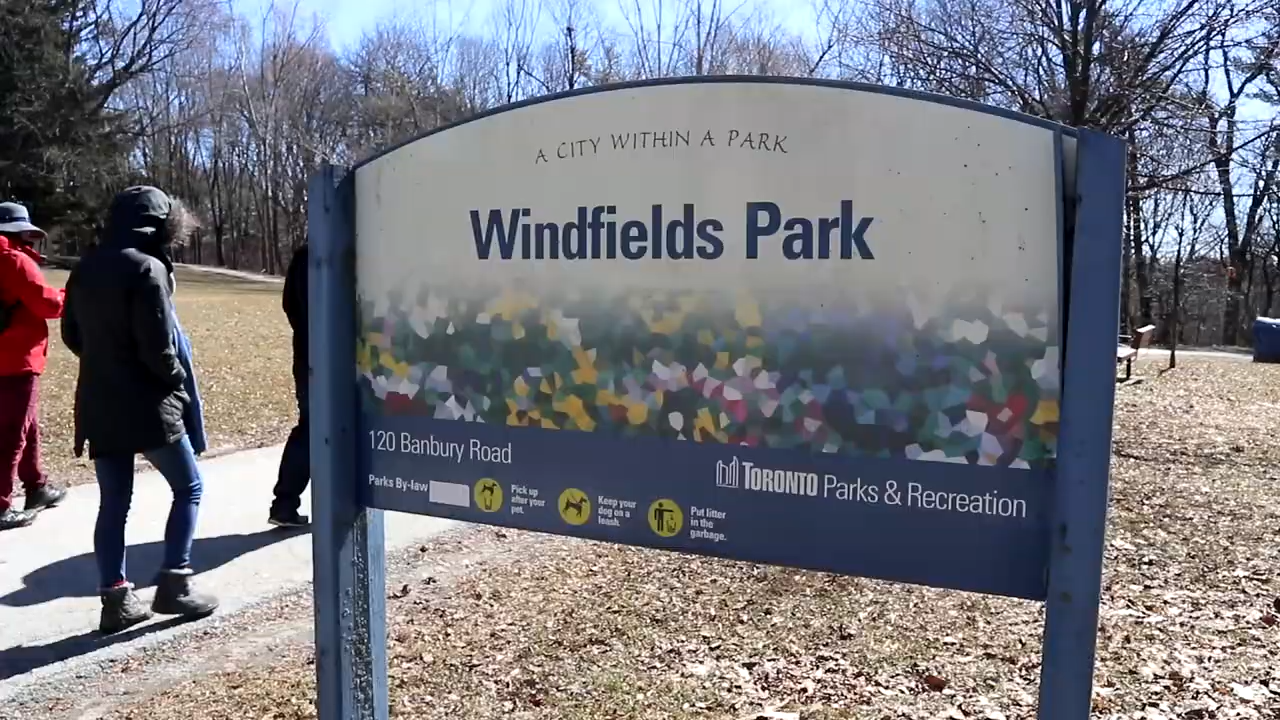 A CITY WITHIN A PARK
Windfields Park
120 Banbury Road
TORONTO Parks & Recreation
Parks By-law
Pick up
after your
pet.
Keep your
dog on a
leash.
Put litter
in the
garbage.